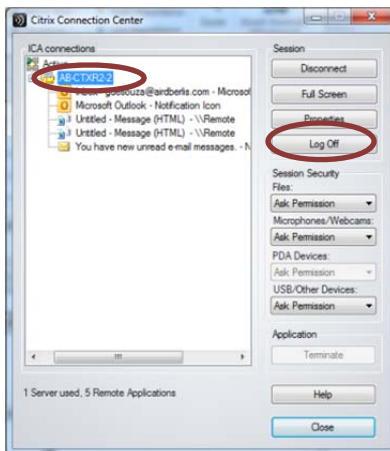 Citrix Connection Center
ICA connections
Active
AB-CTXR2-2
@airdberlis.com - Microsof
Microsoft Outlook - Notification Icon
Untitled - Message (HTML) - \\Remote
Untitled - Message (HTML) - \\Remote
You have new unread e-mail messages. - N
1 Server used, 5 Remote Applications
Session
Disconnect
Full Screen
Properties
Log Off
Session Security
Files:
Ask Permission
Microphones/Webcams:
Ask Permission
PDA Devices:
Ask Permission
USB/Other Devices:
Ask Permission
Application
Terminate
Help
Close